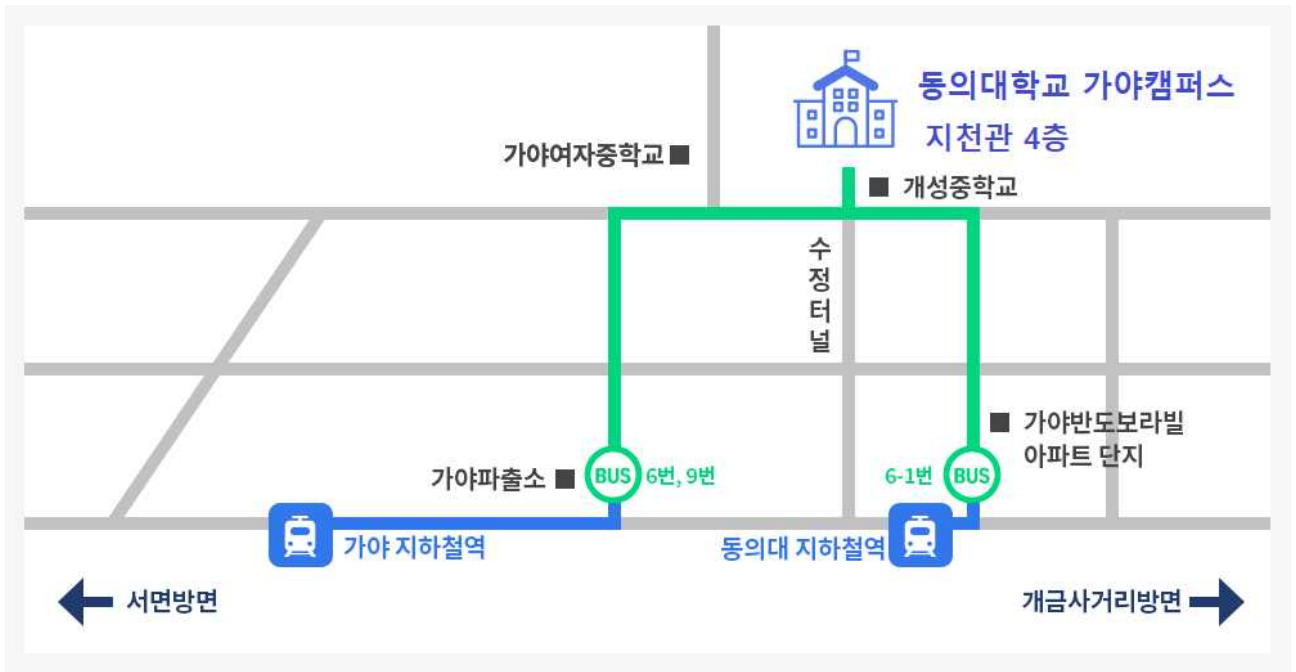 동의대학교 가야캠퍼스
지천관 4층
가야여자중학교
개성중학교
수정터널
가야반도보라빌
아파트 단지
가야파출소
BUS
6번, 9번
6-1번
BUS
가야 지하철역
동의대 지하철역
서면방면
개금사거리방면